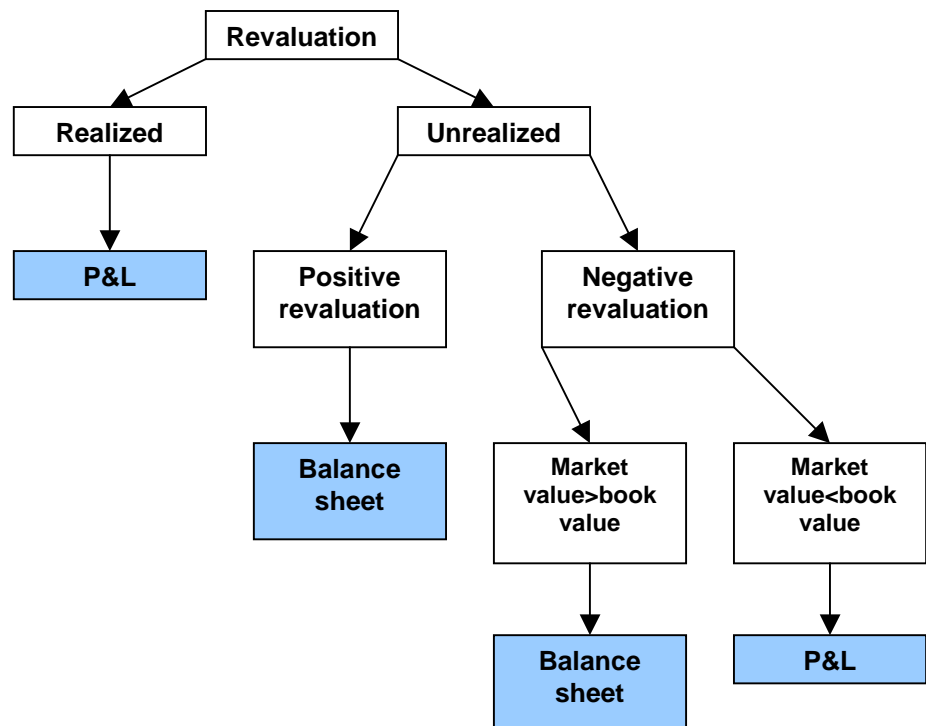 Revaluation
Realized
Unrealized
P&L
Positive
revaluation
Negative
revaluation
Balance
sheet
Market
value>book
value
Market
value<book
value
Balance
sheet
P&L